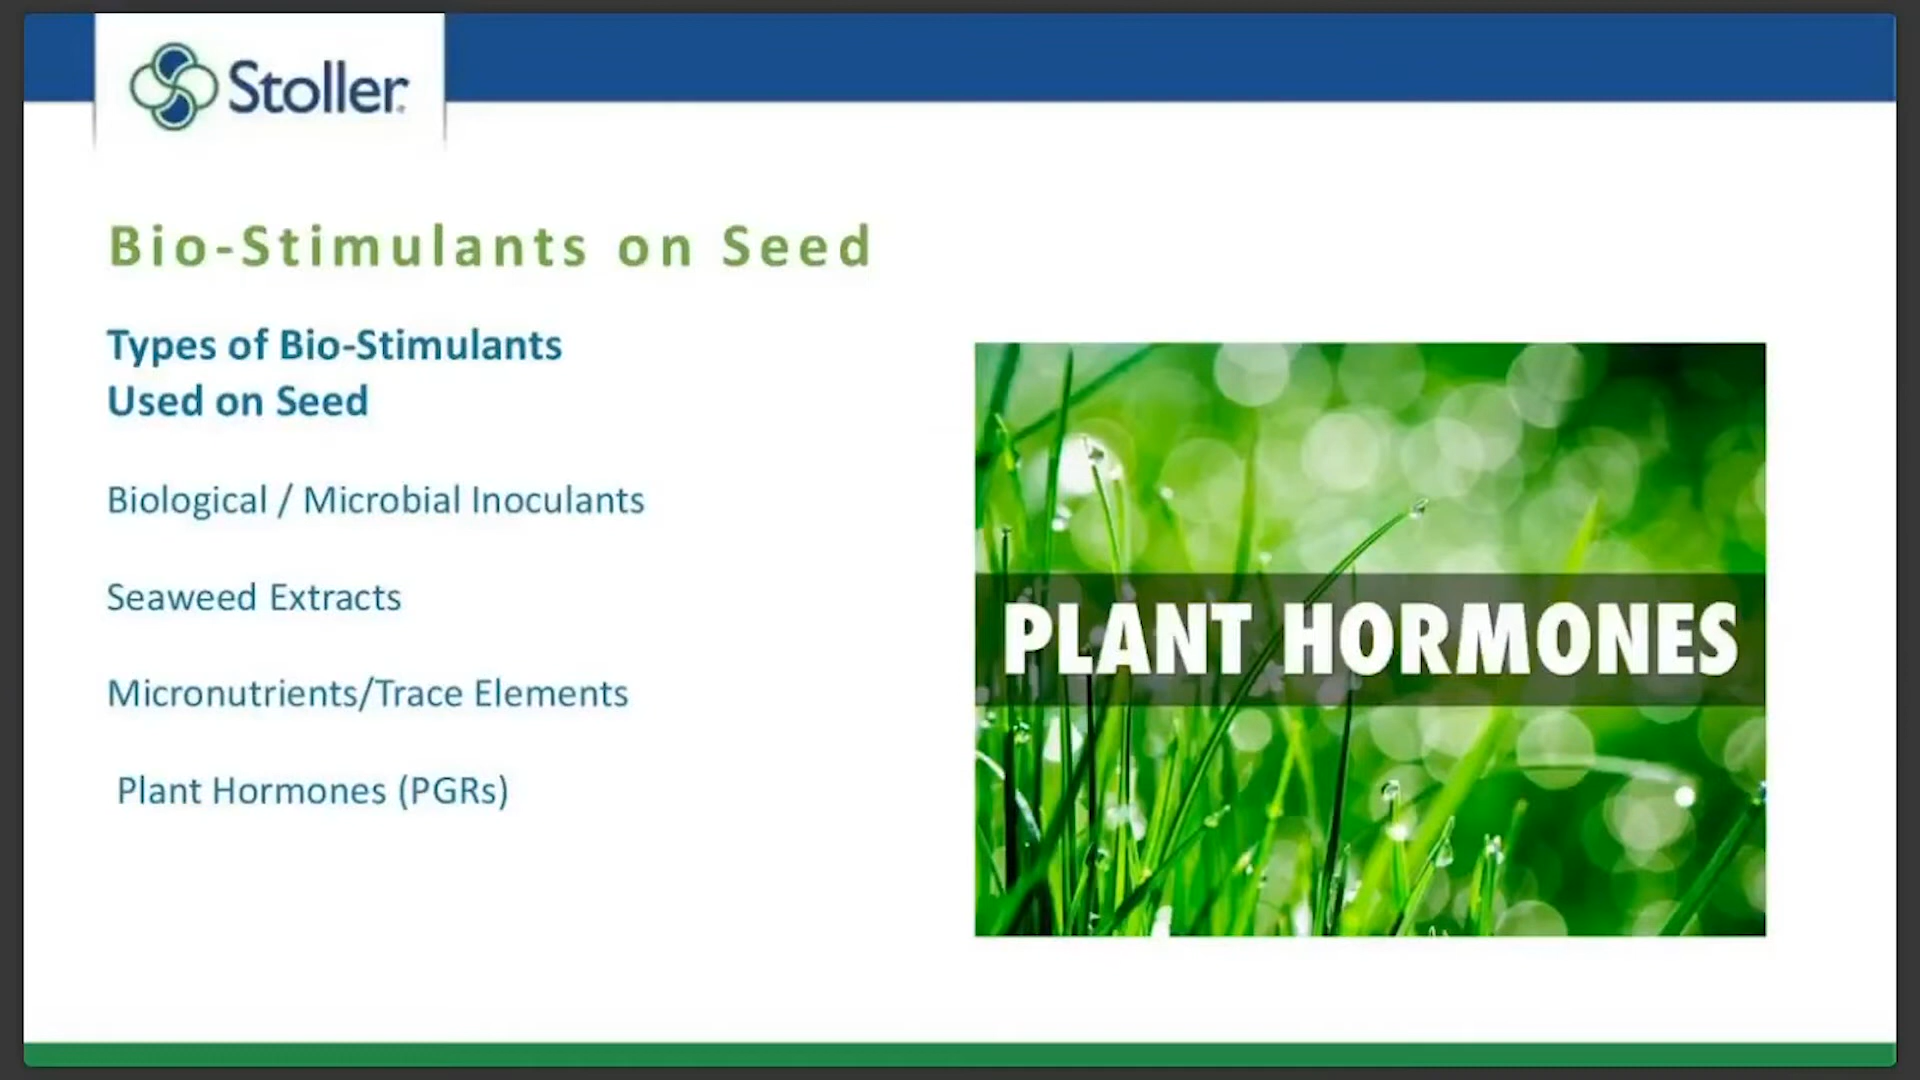 Stoller
Bio-Stimulants on Seed
Types of Bio-Stimulants
Used on Seed
Biological / Microbial Inoculants
Seaweed Extracts
Micronutrients/Trace Elements
Plant Hormones (PGRs)
PLANT HORMONES